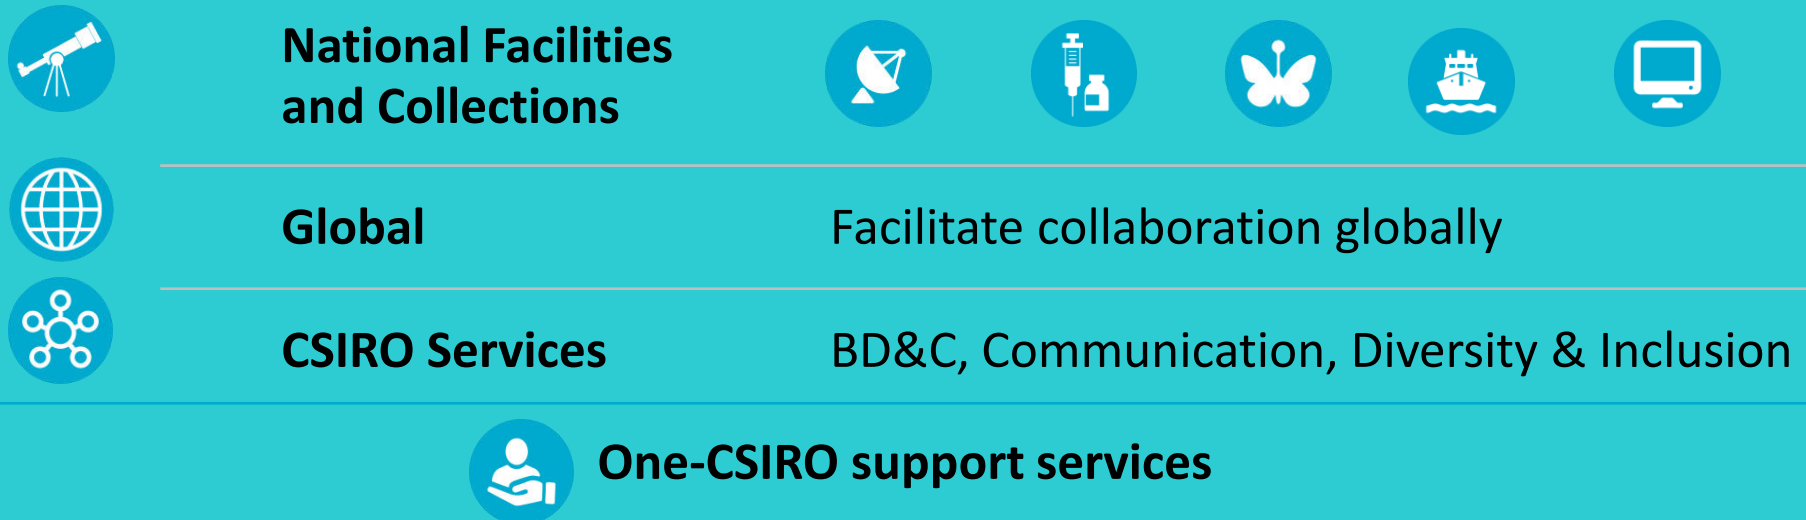 National Facilities
and Collections
Global
Facilitate collaboration globally
CSIRO Services
BD&C, Communication, Diversity & Inclusion
One-CSIRO support services